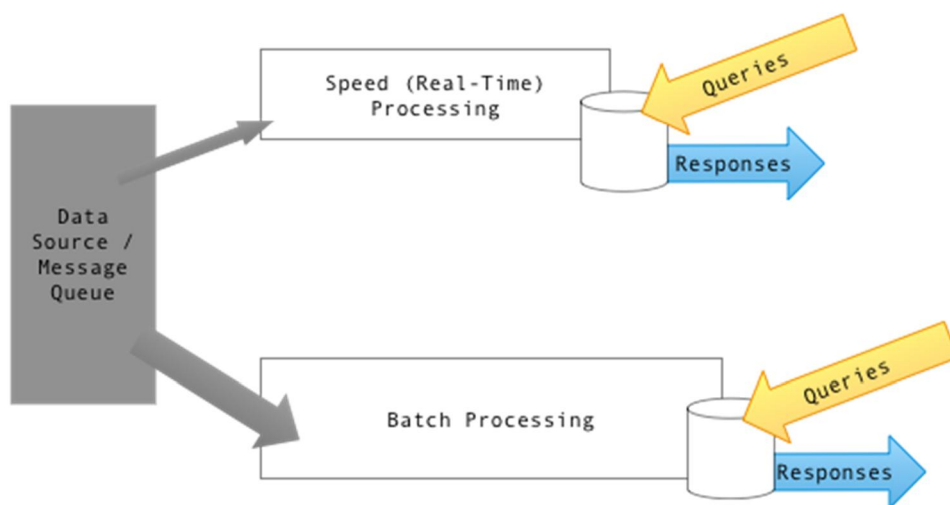 Speed (Real-Time)
Processing
Queries
Responses
Data
Source /
Message
Queue
Batch Processing
Queries
Responses